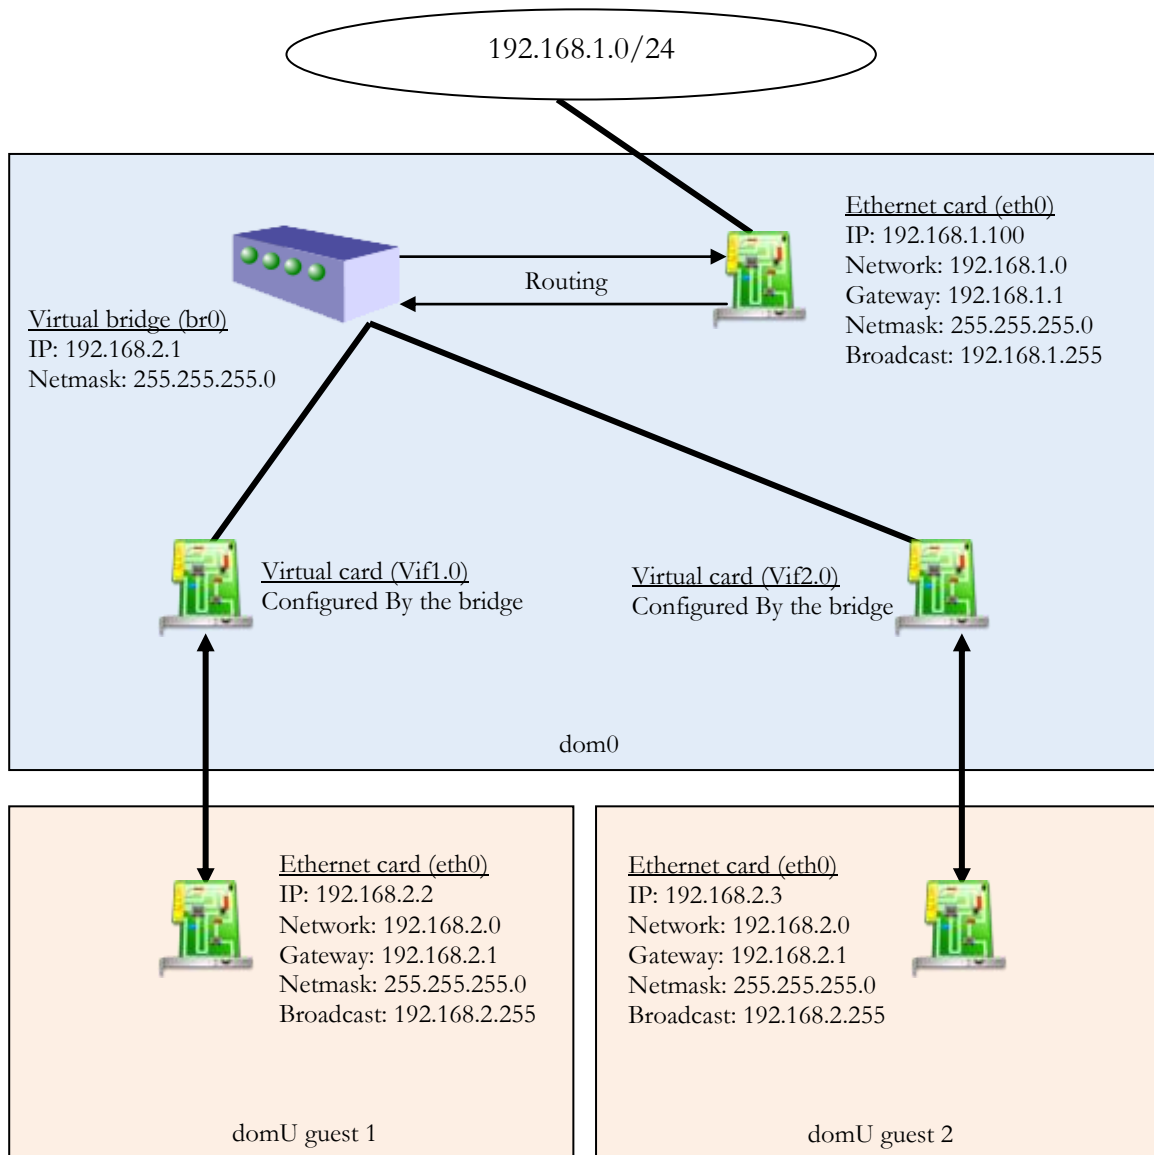 192.168.1.0/24
Ethernet card (eth0)
IP: 192.168.1.100
Network: 192.168.1.0
Gateway: 192.168.1.1
Netmask: 255.255.255.0
Broadcast: 192.168.1.255
Routing
Virtual bridge (br0)
IP: 192.168.2.1
Netmask: 255.255.255.0
Virtual card (Vif1.0)
Configured By the bridge
Virtual card (Vif2.0)
Configured By the bridge
dom0
Ethernet card (eth0)
IP: 192.168.2.2
Network: 192.168.2.0
Gateway: 192.168.2.1
Netmask: 255.255.255.0
Broadcast: 192.168.2.255
domU guest 1
Ethernet card (eth0)
IP: 192.168.2.3
Network: 192.168.2.0
Gateway: 192.168.2.1
Netmask: 255.255.255.0
Broadcast: 192.168.2.255
domU guest 2